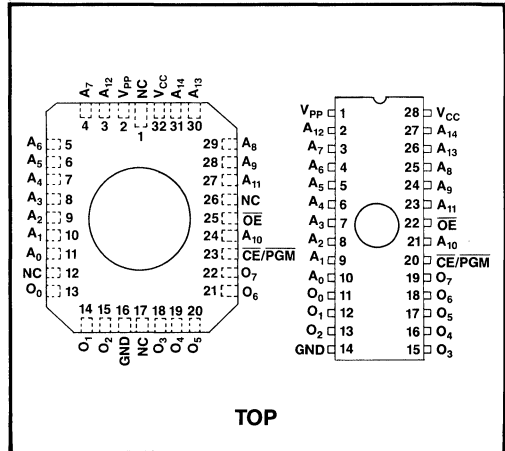 A7 A12 VPP NC VCC A14 A13
4 3 2 1 32 31 30
A6 5
A5 6
A4 7
A3 8
A2 9
A1 10
A0 11
NC 12
O0 13
29 A8
28 A9
27 A11
26 NC
25 OE
24 A10
23 CE/PGM
22 O7
21 O6
14 15 16 17 18 19 20
O1 O2 GND NC O3 O4 O5
VPP 1 28 VCC
A12 2 27 A14
A7 3 26 A13
A6 4 25 A8
A5 5 24 A9
A4 6 23 A11
A3 7 22 OE
A2 8 21 A10
A1 9 20 CE/PGM
A0 10 19 O7
O0 11 18 O6
O1 12 17 O5
O2 13 16 O4
GND 14 15 O3
TOP